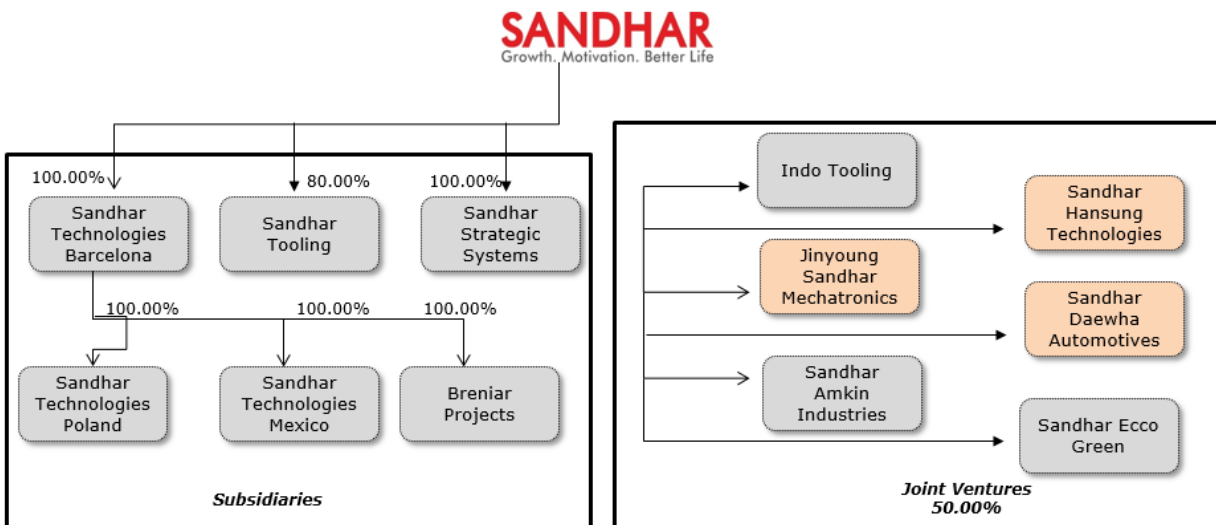 SANDHAR
Growth. Motivation. Better Life
100.00%
80.00%
100.00%
Sandhar
Technologies
Barcelona
Sandhar
Tooling
Sandhar
Strategic
Systems
100.00%
100.00%
100.00%
Sandhar
Technologies
Poland
Sandhar
Technologies
Mexico
Breniar
Projects
Subsidiaries
Indo Tooling
Sandhar
Hansung
Technologies
Jinyoung
Sandhar
Mechatronics
Sandhar
Daewha
Automotives
Sandhar
Amkin
Industries
Sandhar Ecco
Green
Joint Ventures
50.00%